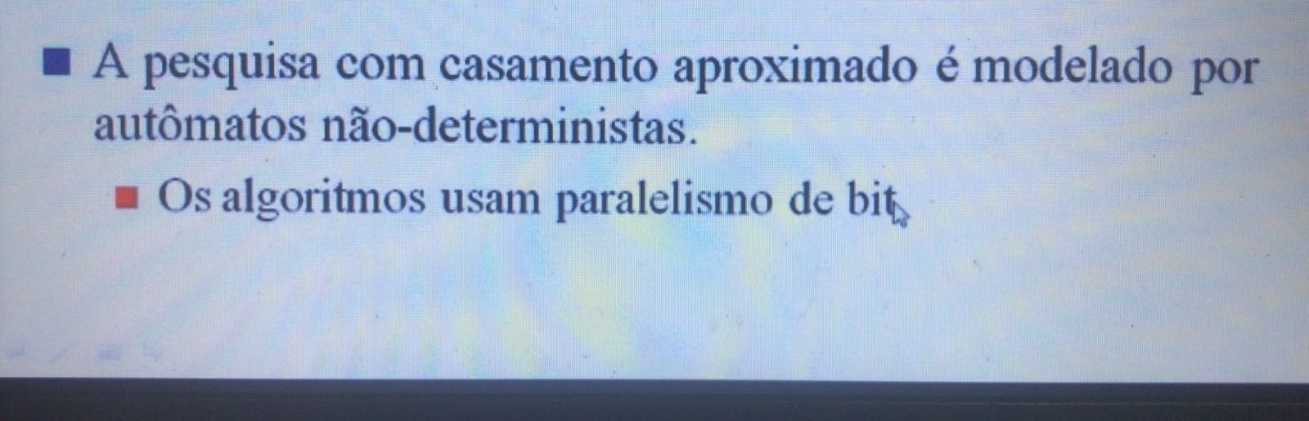 A pesquisa com casamento aproximado é modelado por
autômatos não-deterministas.
Os algoritmos usam paralelismo de bit